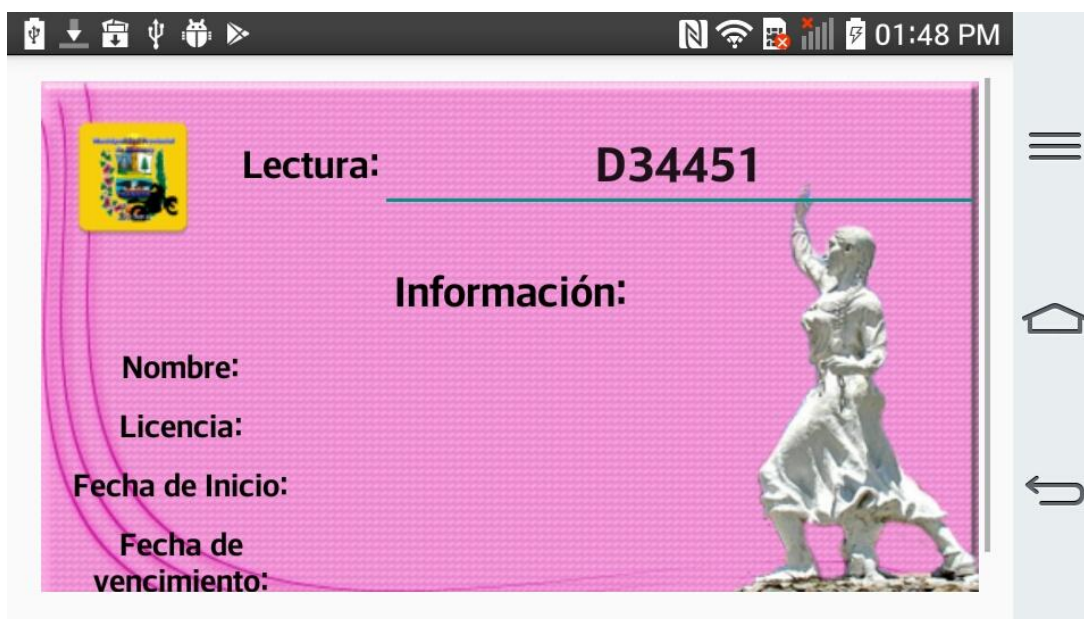 01:48 PM
Lectura: D34451
Información:
Nombre:
Licencia:
Fecha de Inicio:
Fecha de
vencimiento: